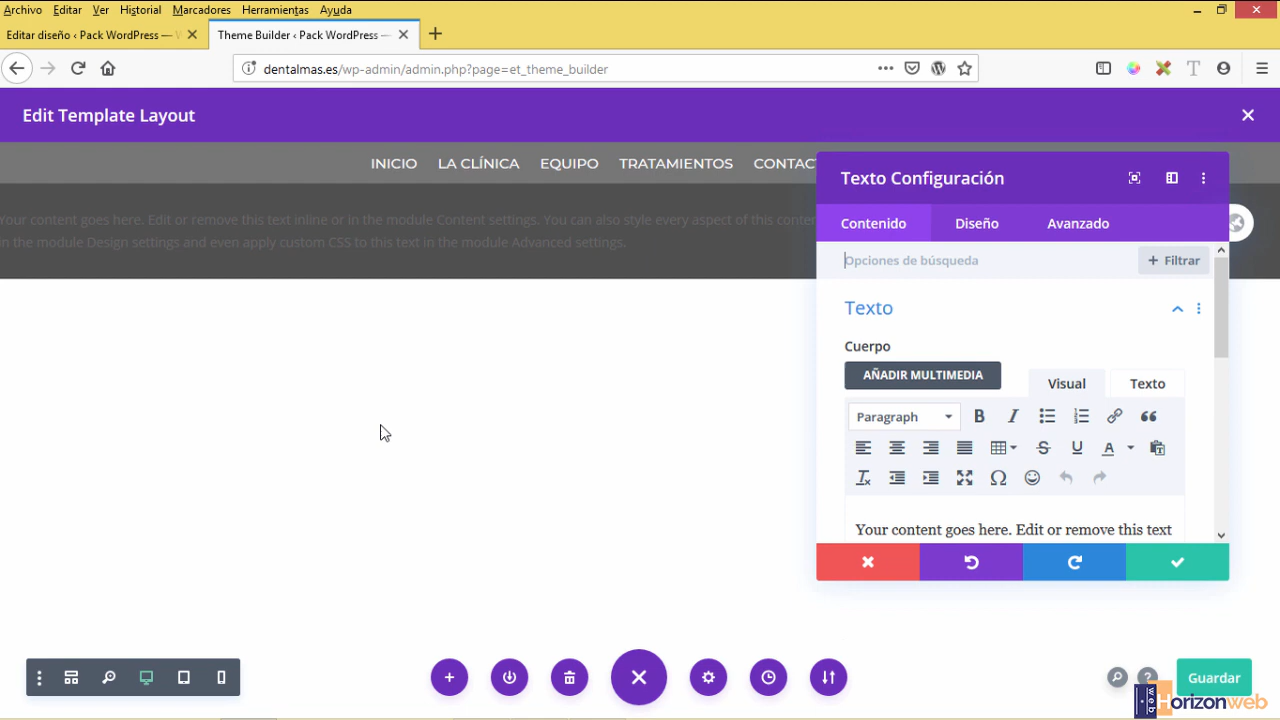 Archivo Editar Ver Historial Marcadores Herramientas Ayuda
Editar diseño ‹ Pack WordPress — W
Theme Builder ‹ Pack WordPress —
dentalmas.es/wp-admin/admin.php?page=et_theme_builder
Edit Template Layout
INICIO LA CLÍNICA EQUIPO TRATAMIENTOS CONTAC
Your content goes here. Edit or remove this text inline or in the module Content settings. You can also style every aspect of this conter
in the module Design settings and even apply custom CSS to this text in the module Advanced settings.
Texto Configuración
Contenido Diseño Avanzado
Opciones de búsqueda
+ Filtrar
Texto
Cuerpo
AÑADIR MULTIMEDIA
Visual Texto
Paragraph
Your content goes here. Edit or remove this text
Guardar
web Horizonweb